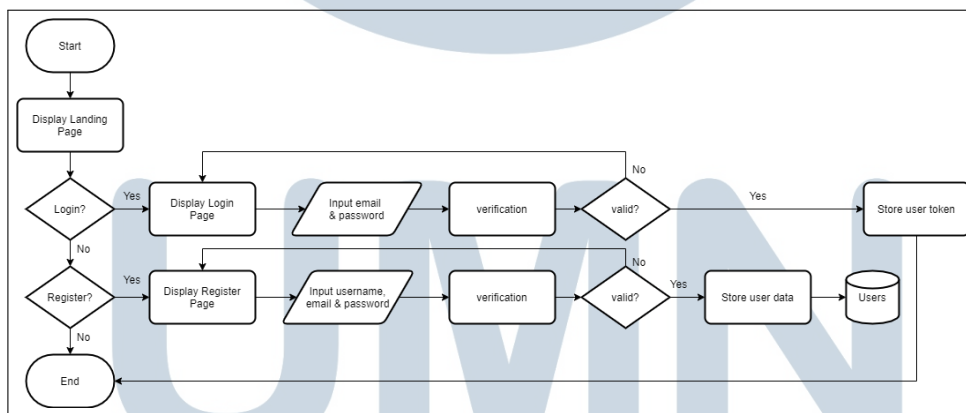 Start
Display Landing
Page
Login?
Yes
Display Login
Page
Input email
& password
verification
valid?
No
Yes
Store user token
No
Register?
Yes
Display Register
Page
Input username,
email & password
verification
valid?
No
Yes
Store user data
Users
No
End
UMN